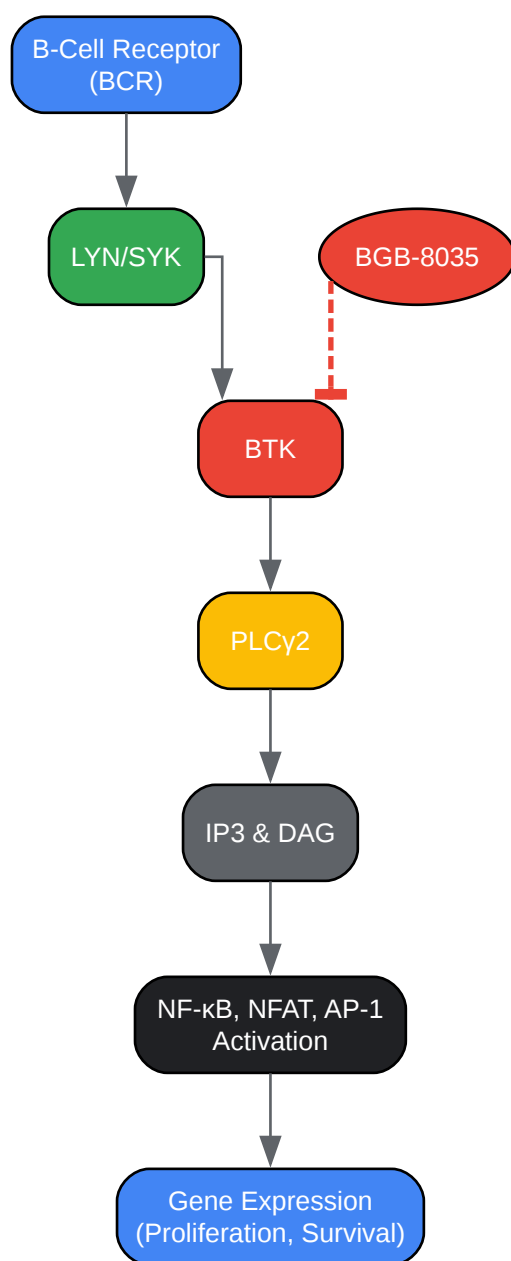 B-Cell Receptor
(BCR)
LYN/SYK
BGB-8035
BTK
PLCγ2
IP3 & DAG
NF-κB, NFAT, AP-1
Activation
Gene Expression
(Proliferation, Survival)